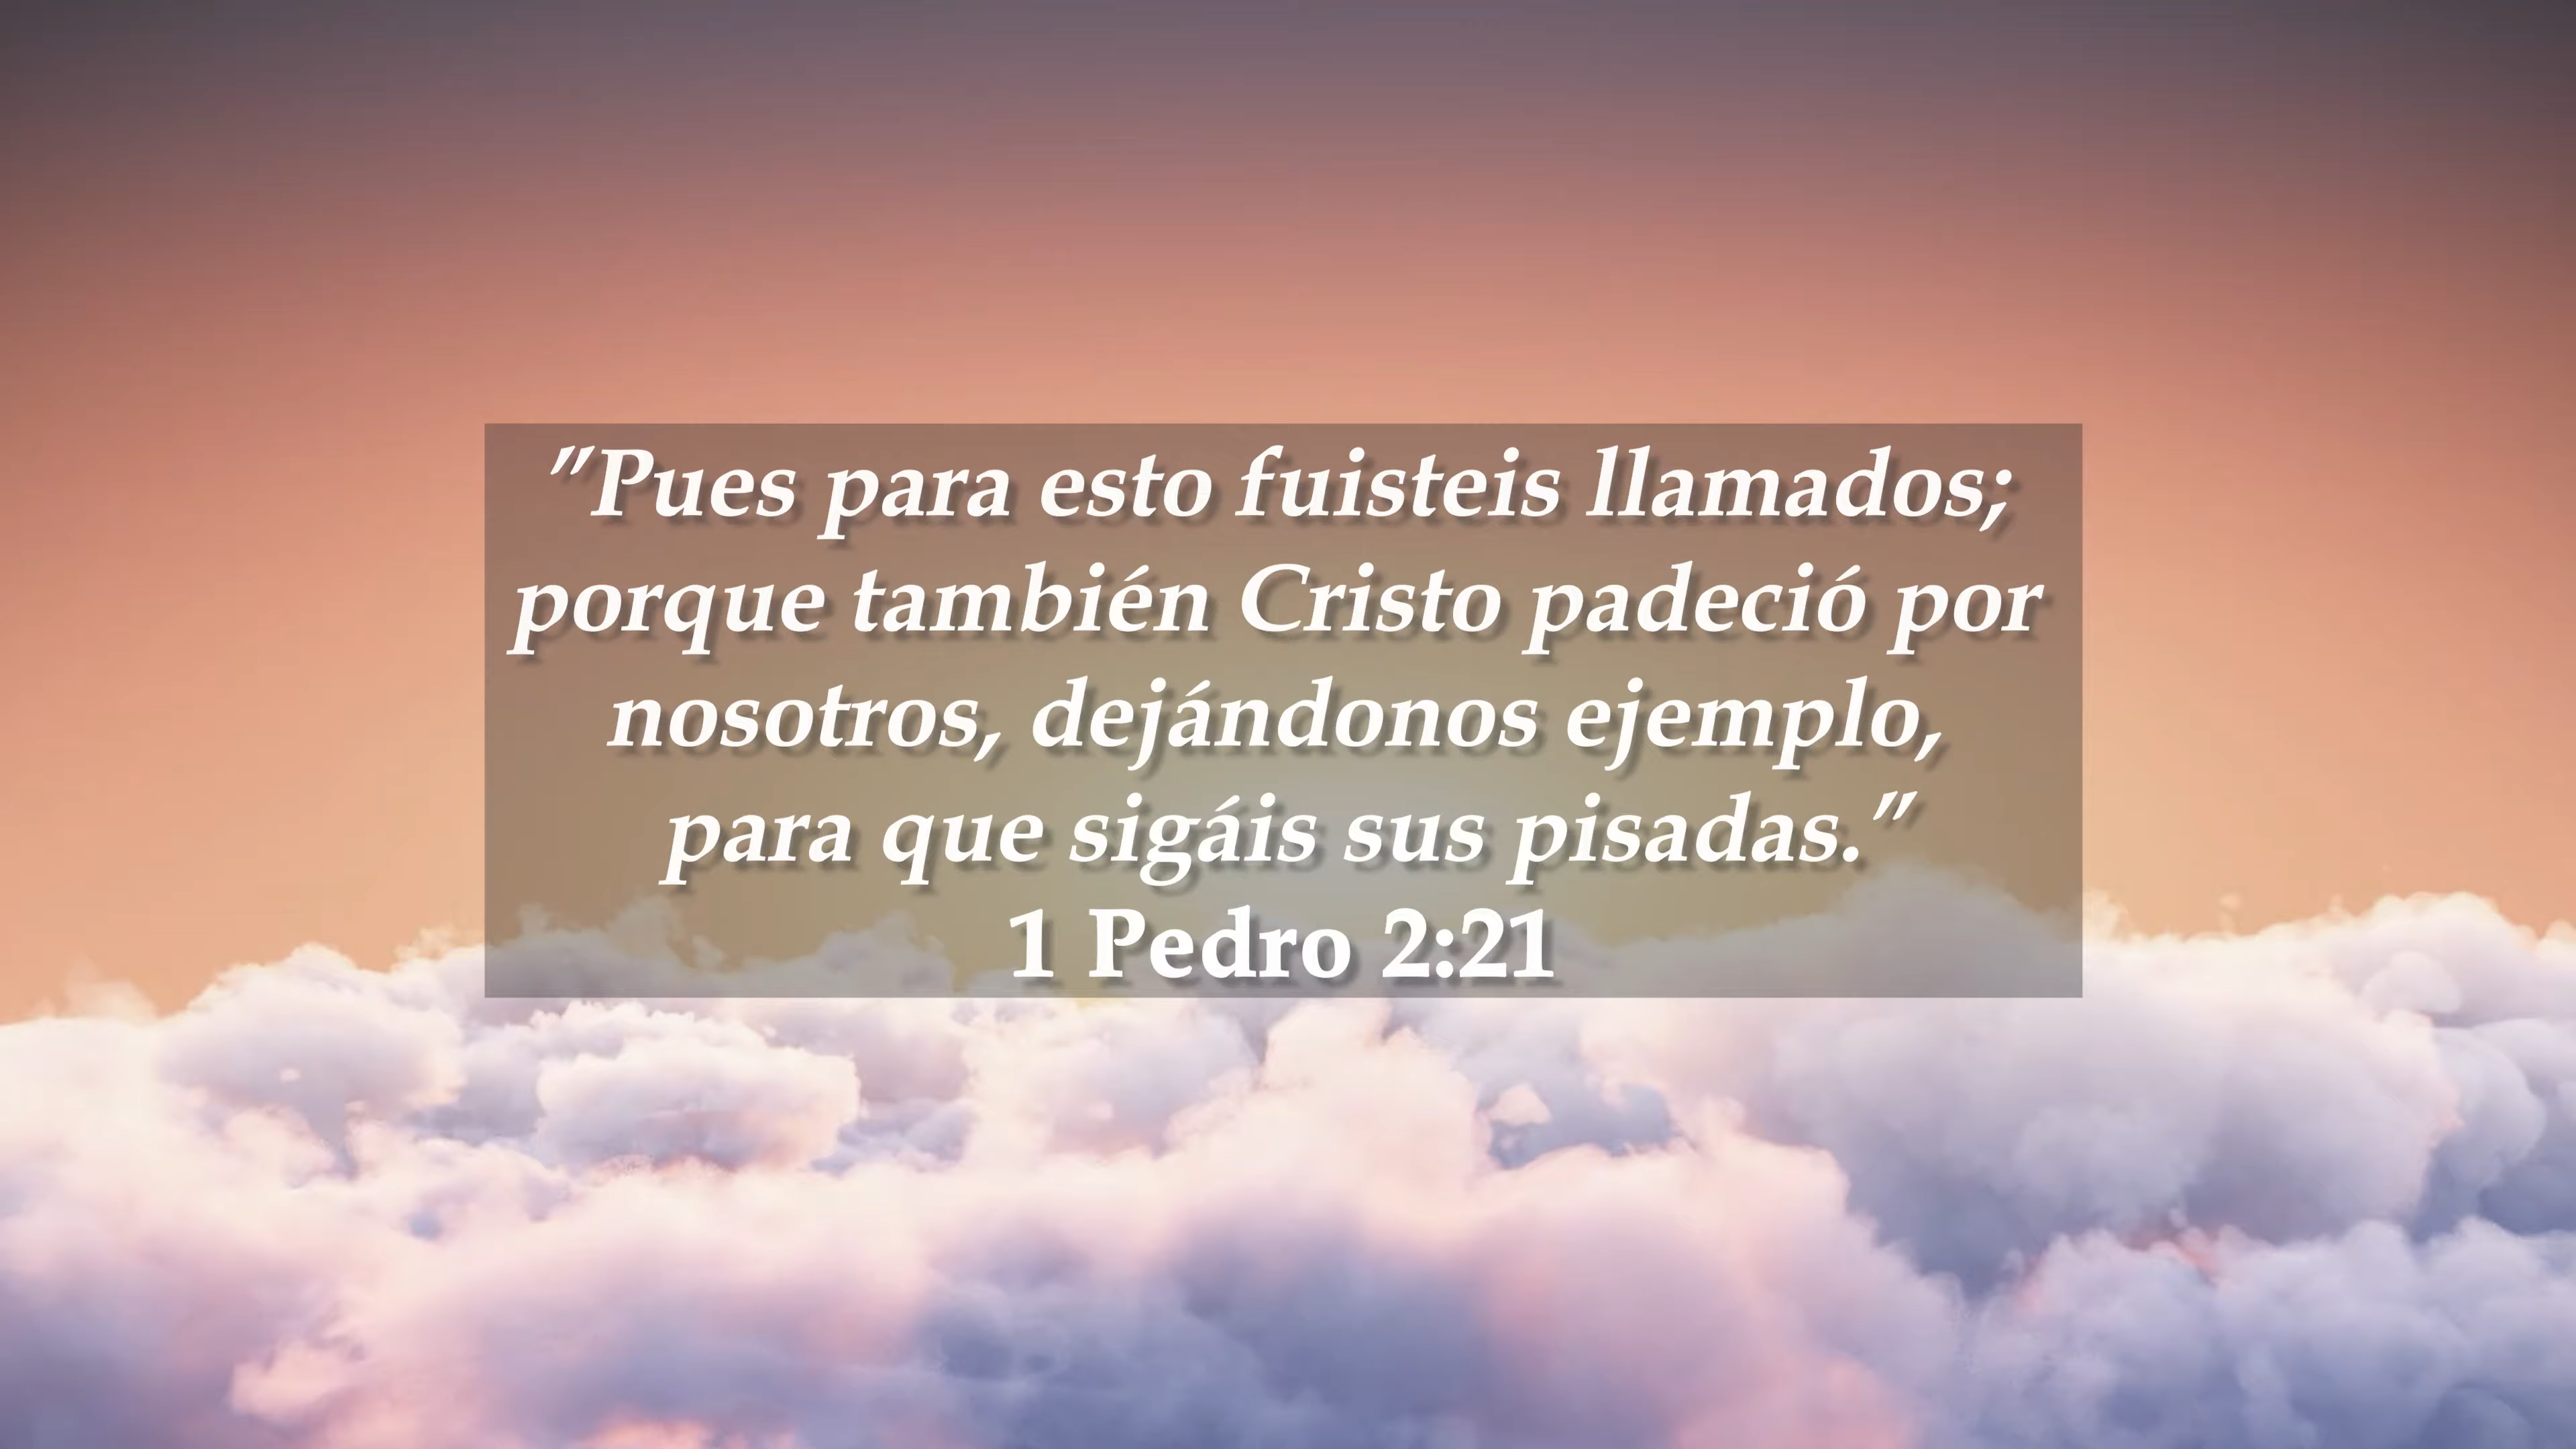 "Pues para esto fuisteis llamados;
porque también Cristo padeció por
nosotros, dejándonos ejemplo,
para que sigáis sus pisadas."
1 Pedro 2:21